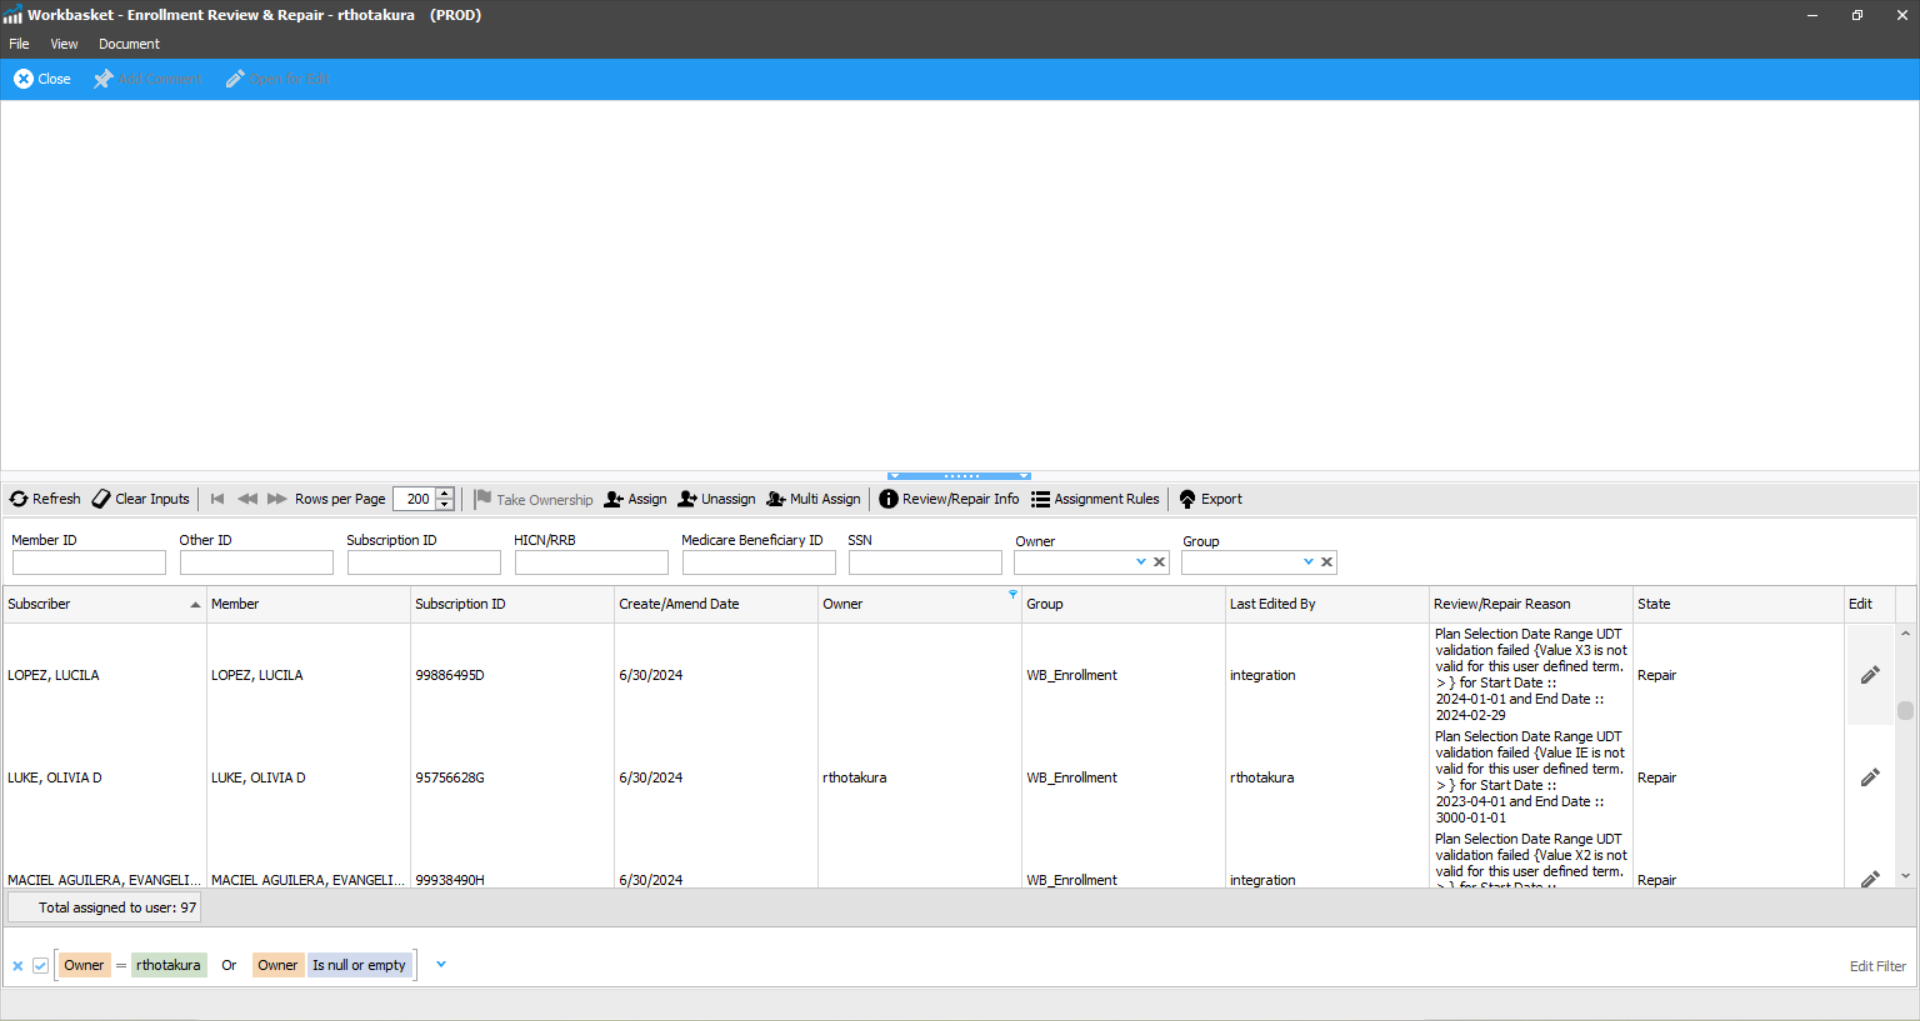 Workbasket - Enrollment Review & Repair - rthotakura (PROD)
File View Document
Close Add Comment Open for Edit
Refresh Clear Inputs Rows per Page 200 Take Ownership Assign Unassign Multi Assign Review/Repair Info Assignment Rules Export
Member ID Other ID Subscription ID HICN/RRB Medicare Beneficiary ID SSN Owner Group
Subscriber Member Subscription ID Create/Amend Date Owner Group Last Edited By Review/Repair Reason State Edit
Plan Selection Date Range UDT
validation failed {Value X3 is not
valid for this user defined term.
LOPEZ, LUCILA LOPEZ, LUCILA 99886495D 6/30/2024 WB_Enrollment integration > } for Start Date :: Repair
2024-01-01 and End Date ::
2024-02-29
Plan Selection Date Range UDT
validation failed {Value IE is not
valid for this user defined term.
LUKE, OLIVIA D LUKE, OLIVIA D 95756628G 6/30/2024 rthotakura WB_Enrollment rthotakura > } for Start Date :: Repair
2023-04-01 and End Date ::
3000-01-01
Plan Selection Date Range UDT
validation failed {Value X2 is not
valid for this user defined term.
MACIEL AGUILERA, EVANGELI... MACIEL AGUILERA, EVANGELI... 99938490H 6/30/2024 WB_Enrollment integration > } for Start Date :: Repair
Total assigned to user: 97
Owner = rthotakura Or Owner Is null or empty
Edit Filter